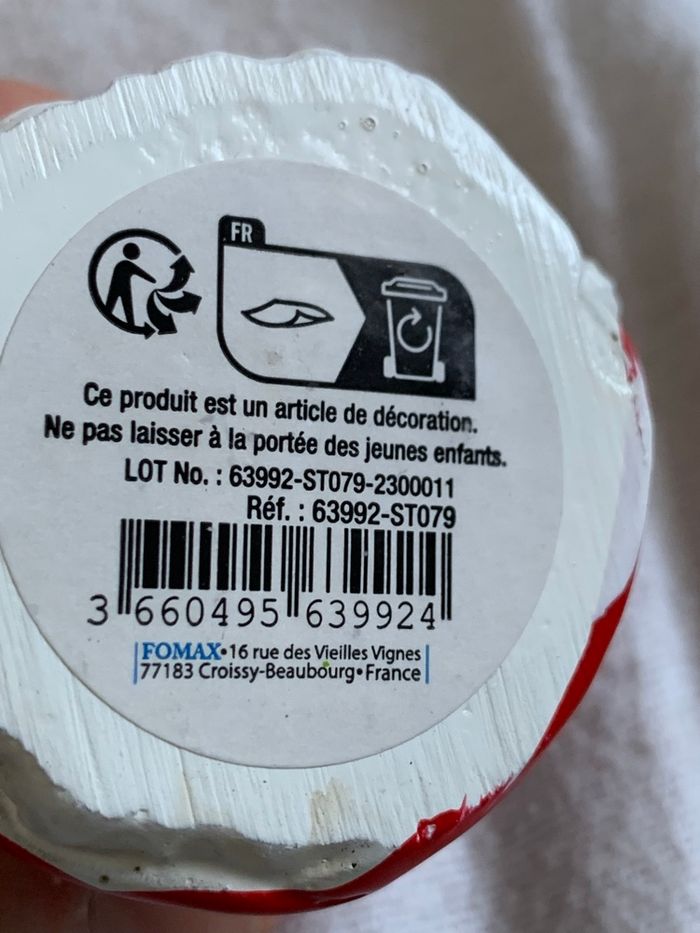 FR
Ce produit est un article de décoration.
Ne pas laisser à la portée des jeunes enfants.
LOT No. : 63992-ST079-2300011
Réf. : 63992-ST079
3 660495 639924
FOMAX•16 rue des Vieilles Vignes
77183 Croissy-Beaubourg•France